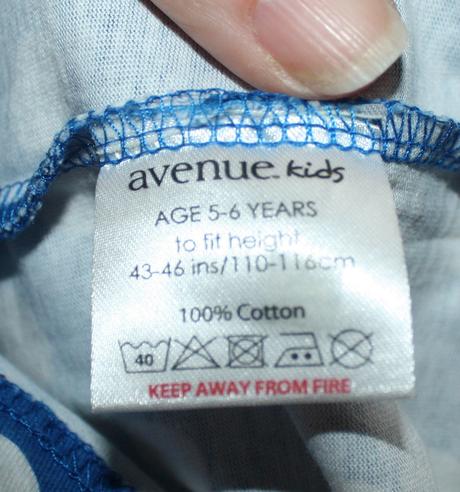 avenue kids
AGE 5-6 YEARS
to fit height
43-46 ins/110-116cm
100% Cotton
40
KEEP AWAY FROM FIRE